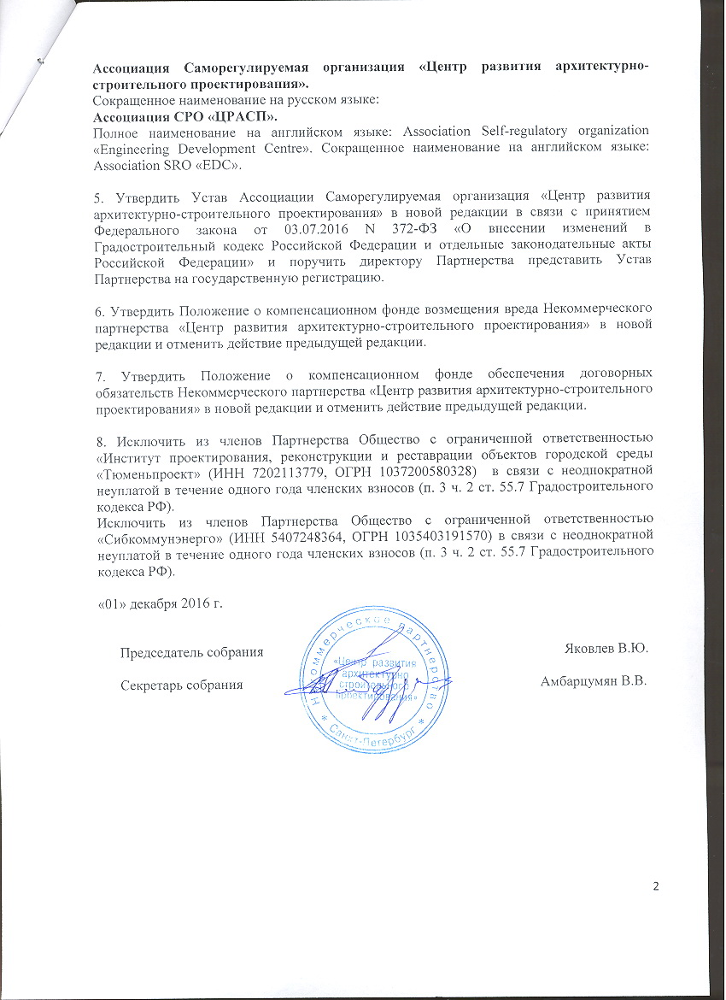 Ассоциация Саморегулируемая организация «Центр развития архитектурно-
строительного проектирования».
Сокращенное наименование на русском языке:
Ассоциация СРО «ЦРАСП».
Полное наименование на английском языке: Association Self-regulatory organization
«Engineering Development Centre». Сокращенное наименование на английском языке:
Association SRO «EDC».
5. Утвердить Устав Ассоциации Саморегулируемая организация «Центр развития
архитектурно-строительного проектирования» в новой редакции в связи с принятием
Федерального закона от 03.07.2016 N 372-ФЗ «О внесении изменений в
Градостроительный кодекс Российской Федерации и отдельные законодательные акты
Российской Федерации» и поручить директору Партнерства представить Устав
Партнерства на государственную регистрацию.
6. Утвердить Положение о компенсационном фонде возмещения вреда Некоммерческого
партнерства «Центр развития архитектурно-строительного проектирования» в новой
редакции и отменить действие предыдущей редакции.
7. Утвердить Положение о компенсационном фонде обеспечения договорных
обязательств Некоммерческого партнерства «Центр развития архитектурно-строительного
проектирования» в новой редакции и отменить действие предыдущей редакции.
8. Исключить из членов Партнерства Общество с ограниченной ответственностью
«Институт проектирования, реконструкции и реставрации объектов городской среды
«Тюменьпроект» (ИНН 7202113779, ОГРН 1037200580328) в связи с неоднократной
неуплатой в течение одного года членских взносов (п. 3 ч. 2 ст. 55.7 Градостроительного
кодекса РФ).
Исключить из членов Партнерства Общество с ограниченной ответственностью
«Сибкоммунэнерго» (ИНН 5407248364, ОГРН 1035403191570) в связи с неоднократной
неуплатой в течение одного года членских взносов (п. 3 ч. 2 ст. 55.7 Градостроительного
кодекса РФ).
«01» декабря 2016 г.
Председатель собрания Яковлев В.Ю.
Секретарь собрания Амбарцумян В.В.
Некоммерческое партнерство
«Центр развития
архитектурно
строительного
проектирования»
* Санкт-Петербург *
2